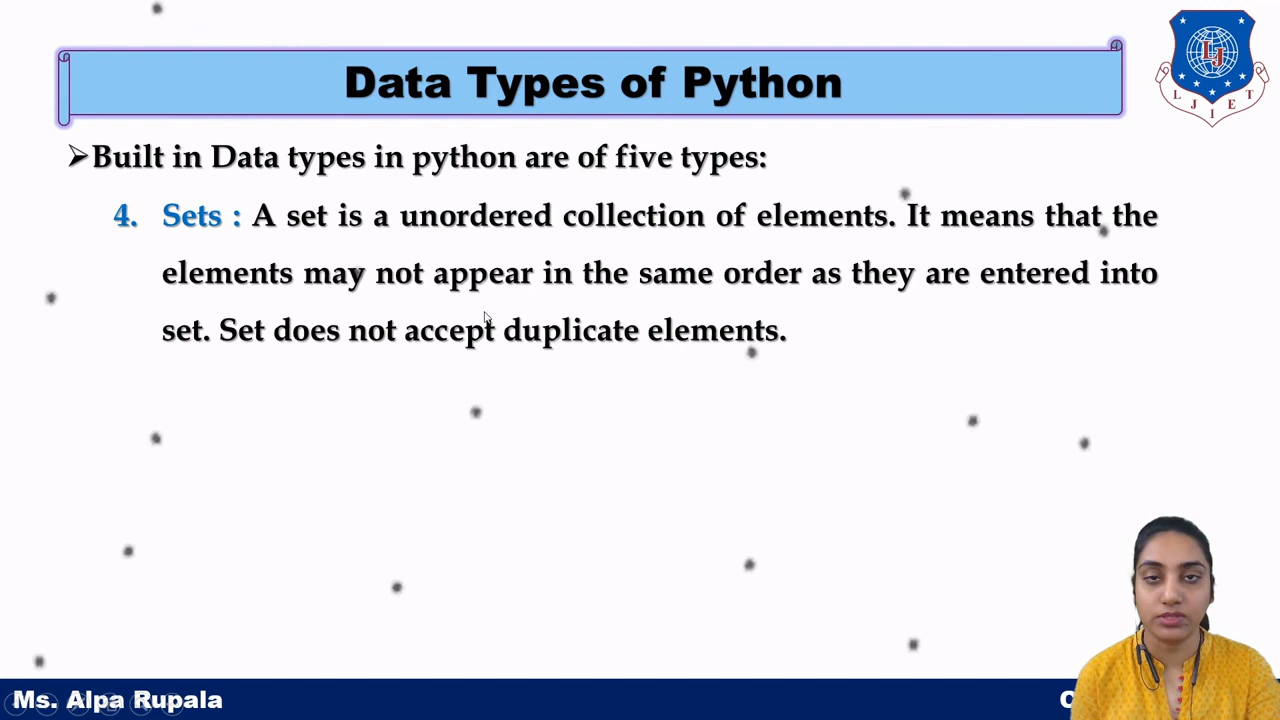 Data Types of Python
LJ
L J I E T
➢Built in Data types in python are of five types:
4. Sets : A set is a unordered collection of elements. It means that the
elements may not appear in the same order as they are entered into
set. Set does not accept duplicate elements.
Ms. Alpa Rupala